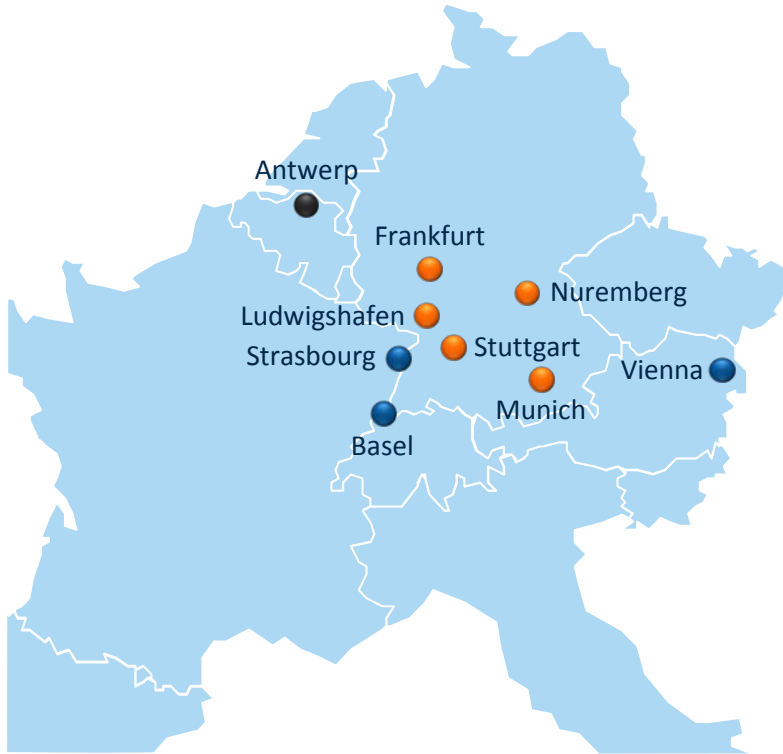 Antwerp
Frankfurt
Nuremberg
Ludwigshafen
Stuttgart
Strasbourg
Vienna
Munich
Basel